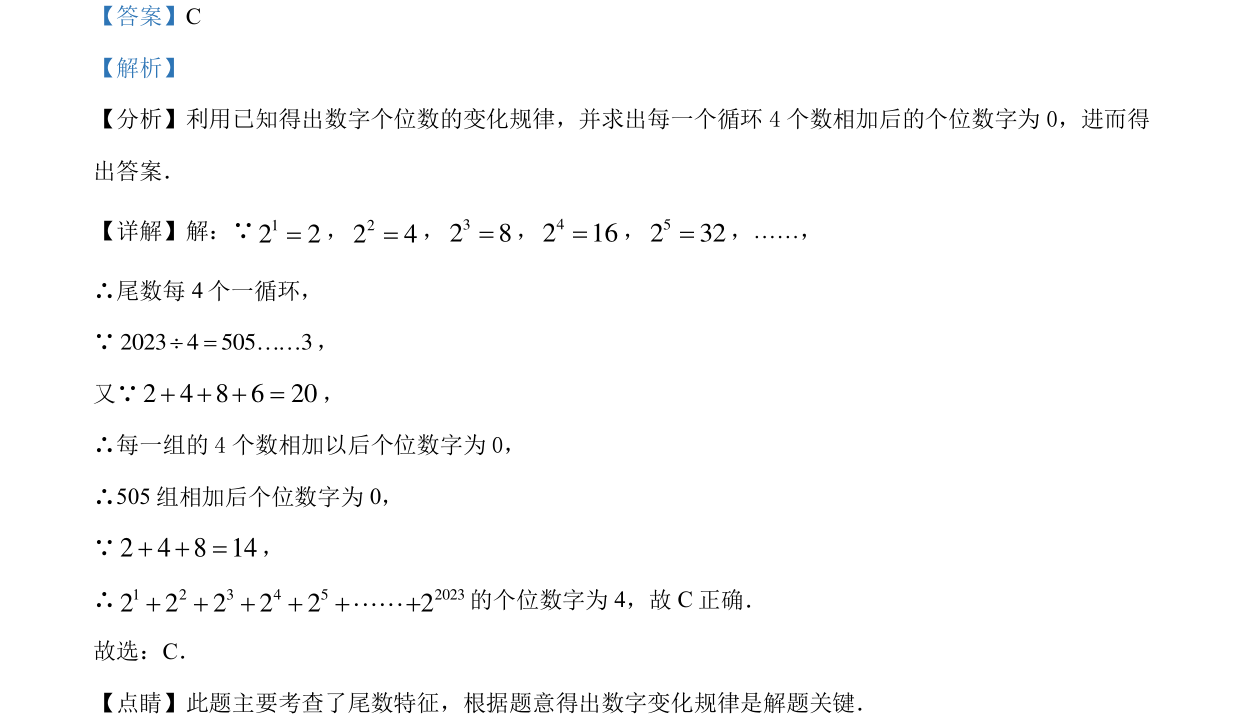 【答案】C
【解析】
【分析】利用已知得出数字个位数的变化规律，并求出每一个循环 4 个数相加后的个位数字为 0，进而得
出答案．
【详解】解：∵2¹ = 2，2² = 4，2³ = 8，2⁴ = 16，2⁵ = 32，……，
∴尾数每 4 个一循环，
∵2023÷4=505……3，
又∵2+4+8+6= 20，
∴每一组的 4 个数相加以后个位数字为 0，
∴505 组相加后个位数字为 0，
∵2+4+8=14，
∴2¹+2²+2³+2⁴+2⁵+……+2²⁰²³的个位数字为 4，故 C 正确．
故选：C．
【点睛】此题主要考查了尾数特征，根据题意得出数字变化规律是解题关键．